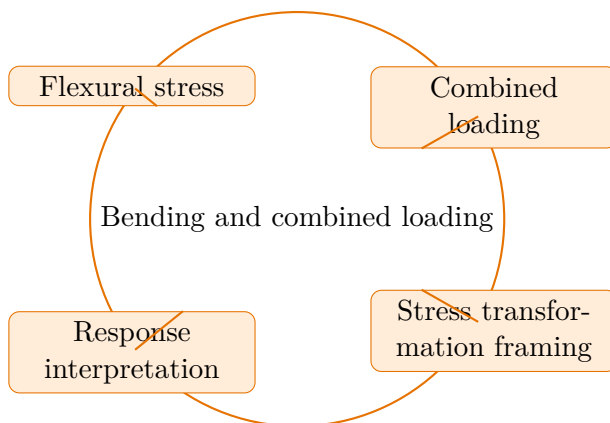 Flexural stress
Combined
loading
Bending and combined loading
Response
interpretation
Stress transfor-
mation framing